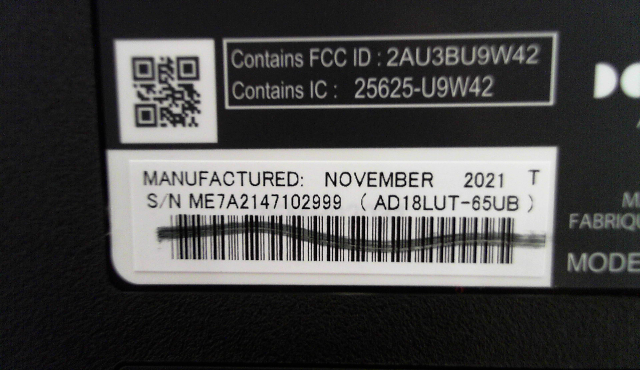 Contains FCC ID : 2AU3BU9W42
Contains IC : 25625-U9W42
MANUFACTURED: NOVEMBER 2021 T
S/N ME7A2147102999 ( AD18LUT-65UB )
FABRIQU
MODE